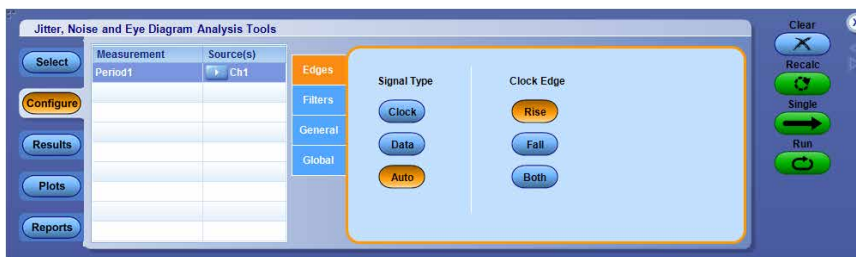 Jitter, Noise and Eye Diagram Analysis Tools
Clear
Select
Measurement Source(s)
Period1 Ch1
Configure
Results
Plots
Reports
Edges
Filters
General
Global
Signal Type
Clock
Data
Auto
Clock Edge
Rise
Fall
Both
Recalc
Single
Run